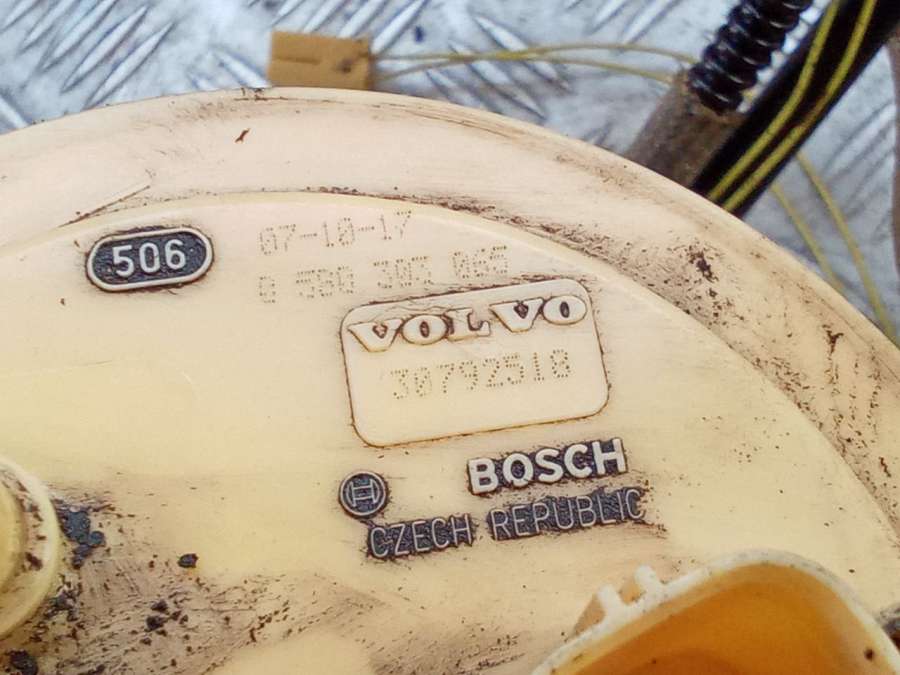 506
07-10-17
0 580 303 065
VOLVO
30792518
BOSCH
CZECH REPUBLIC